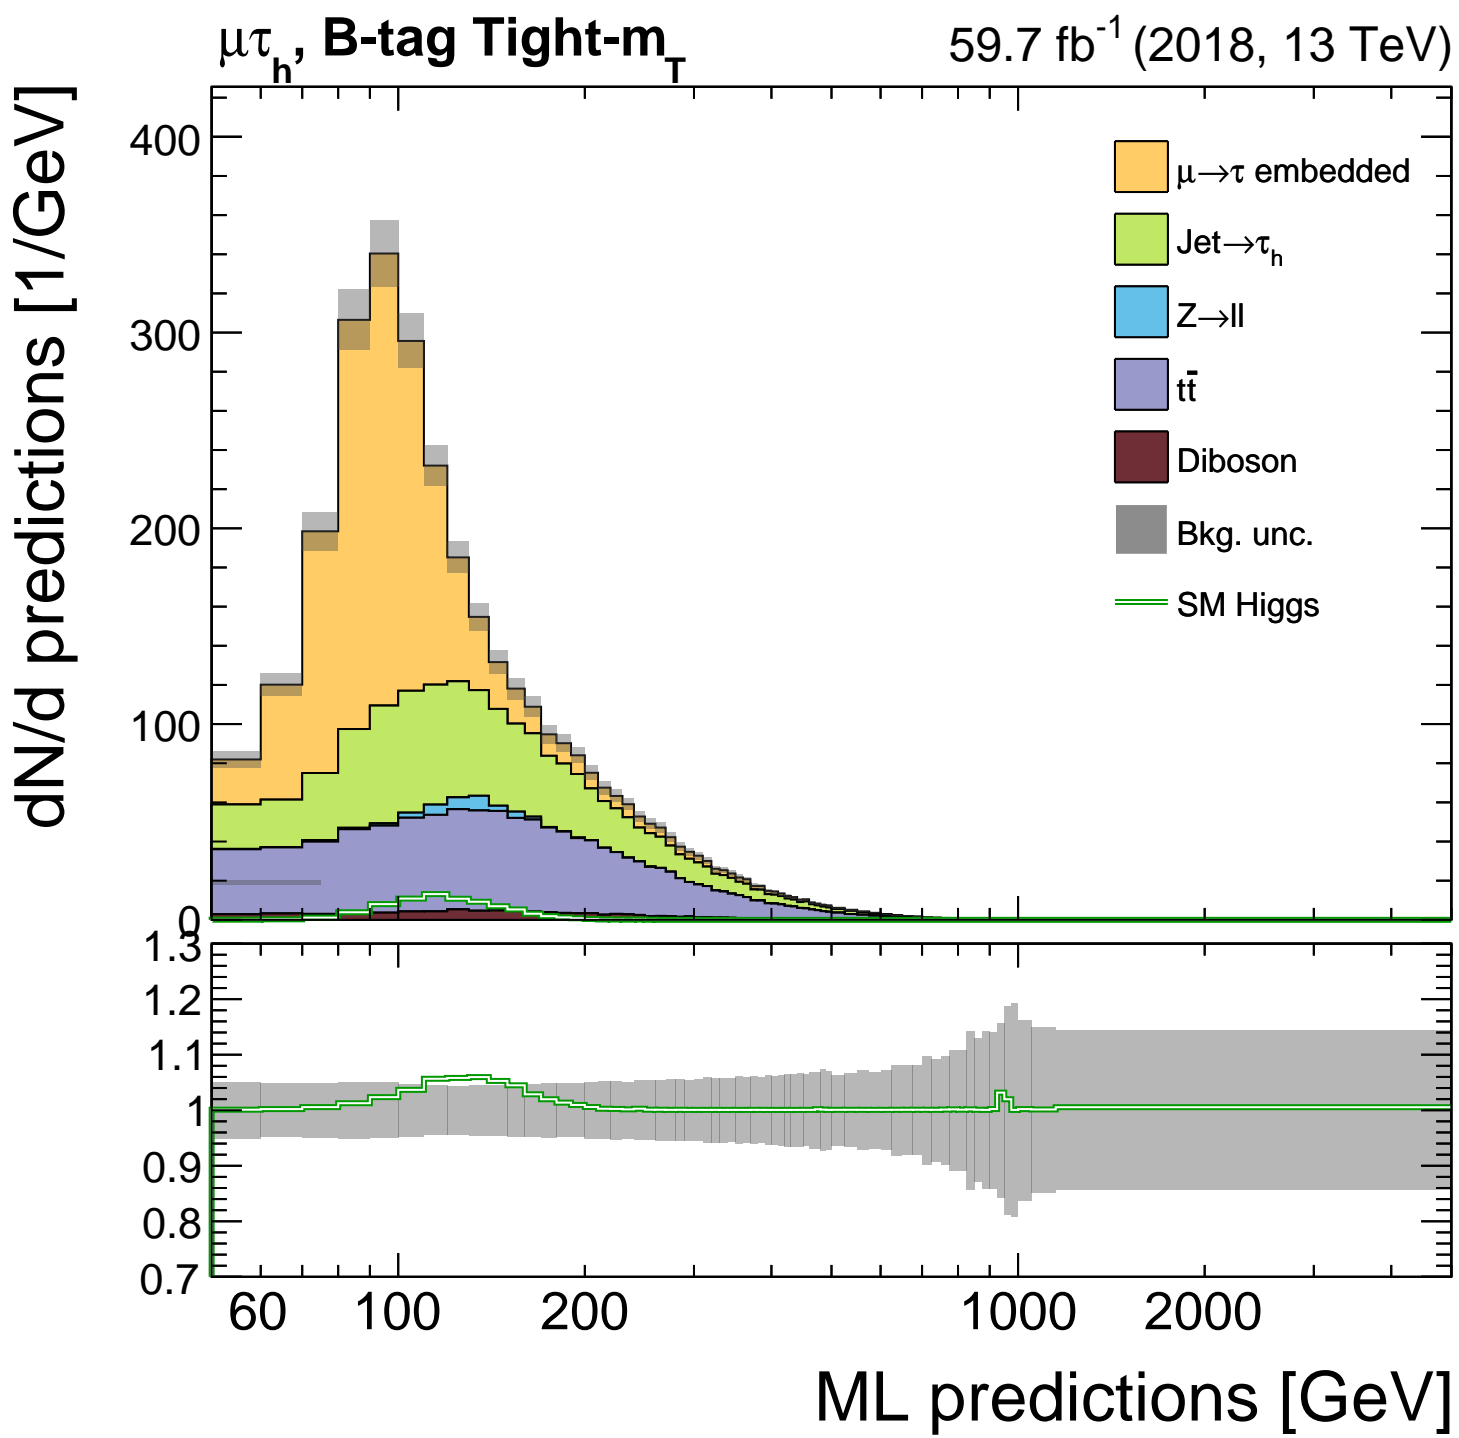 μτh, B-tag Tight-mT
59.7 fb-1 (2018, 13 TeV)
dN/d predictions [1/GeV]
400
300
200
100
0
μ→τ embedded
Jet→τh
Z→ll
tt̄
Diboson
Bkg. unc.
SM Higgs
1.3
1.2
1.1
1
0.9
0.8
0.7
60 100 200 1000 2000
ML predictions [GeV]